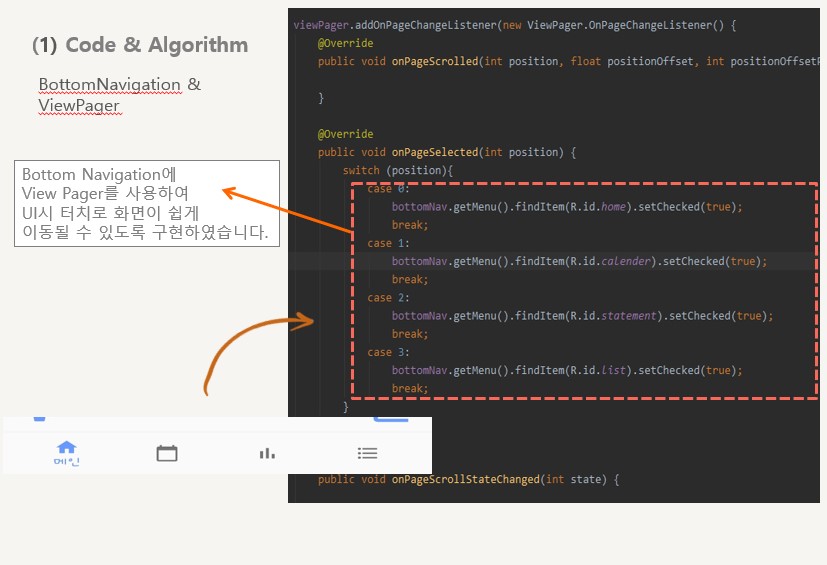 (1) Code & Algorithm
BottomNavigation &
ViewPager
Bottom Navigation에
View Pager를 사용하여
UI시 터치로 화면이 쉽게
이동될 수 있도록 구현하였습니다.
viewPager.addOnPageChangeListener(new ViewPager.OnPageChangeListener() {
@Override
public void onPageScrolled(int position, float positionOffset, int positionOffsetP
}
@Override
public void onPageSelected(int position) {
switch (position){
case 0:
bottomNav.getMenu().findItem(R.id.home).setChecked(true);
break;
case 1:
bottomNav.getMenu().findItem(R.id.calender).setChecked(true);
break;
case 2:
bottomNav.getMenu().findItem(R.id.statement).setChecked(true);
break;
case 3:
bottomNav.getMenu().findItem(R.id.list).setChecked(true);
break;
}
public void onPageScrollStateChanged(int state) {
메인